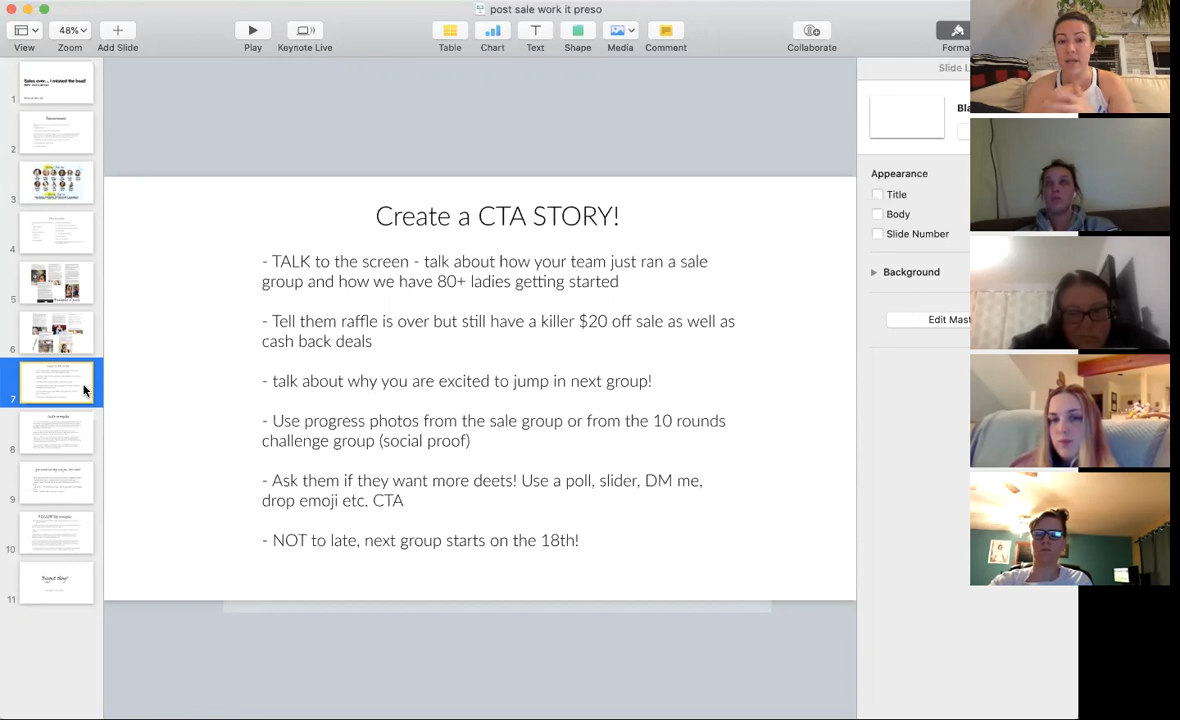 post sale work it preso
48%
View
Zoom
Add Slide
Play
Keynote Live
Table
Chart
Text
Shape
Media
Comment
Collaborate
Forma
Slide L
Bla
Appearance
Title
Body
Slide Number
Background
Edit Mast
1
2
3
4
5
6
7
8
9
10
11
Create a CTA STORY!
- TALK to the screen - talk about how your team just ran a sale
group and how we have 80+ ladies getting started
- Tell them raffle is over but still have a killer $20 off sale as well as
cash back deals
- talk about why you are excited to jump in next group!
- Use progress photos from the sale group or from the 10 rounds
challenge group (social proof)
- Ask them if they want more deets! Use a poll, slider, DM me,
drop emoji etc. CTA
- NOT to late next group starts on the 18th!